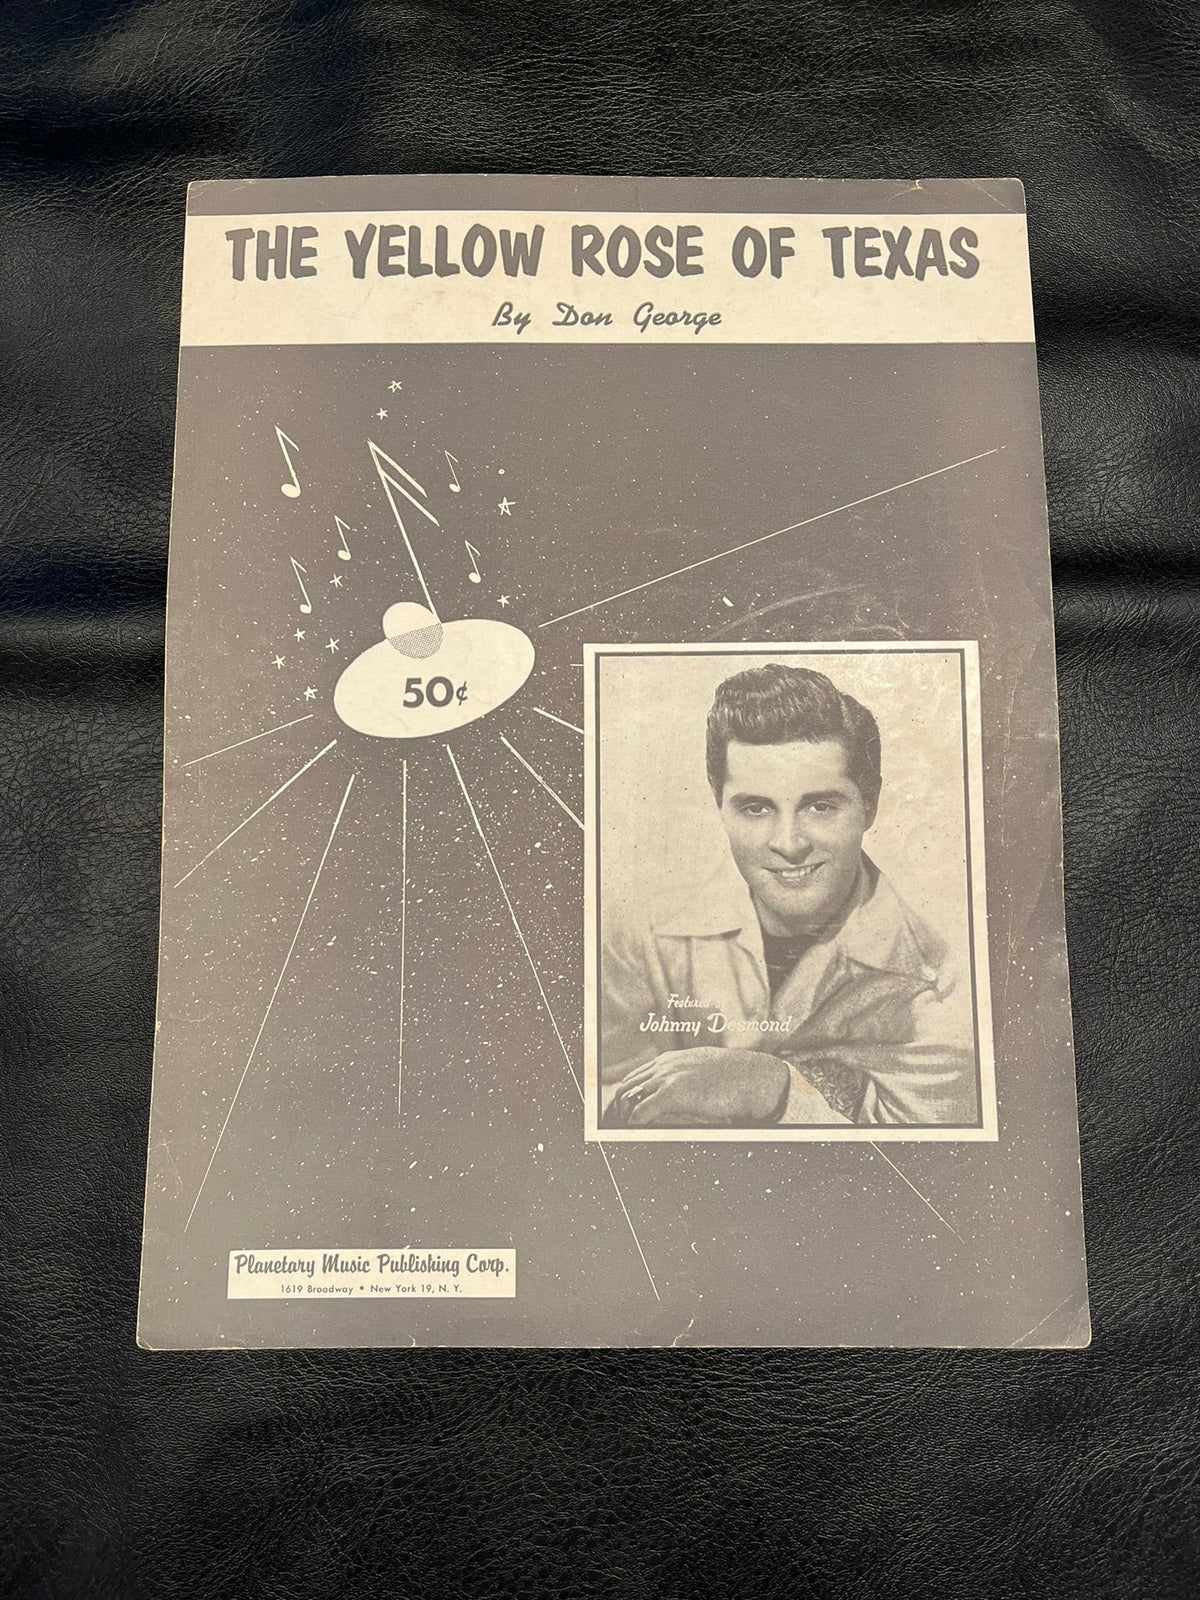 THE YELLOW ROSE OF TEXAS
By Don George
50¢
Featured by
Johnny Desmond
Planetary Music Publishing Corp.
1619 Broadway • New York 19, N. Y.